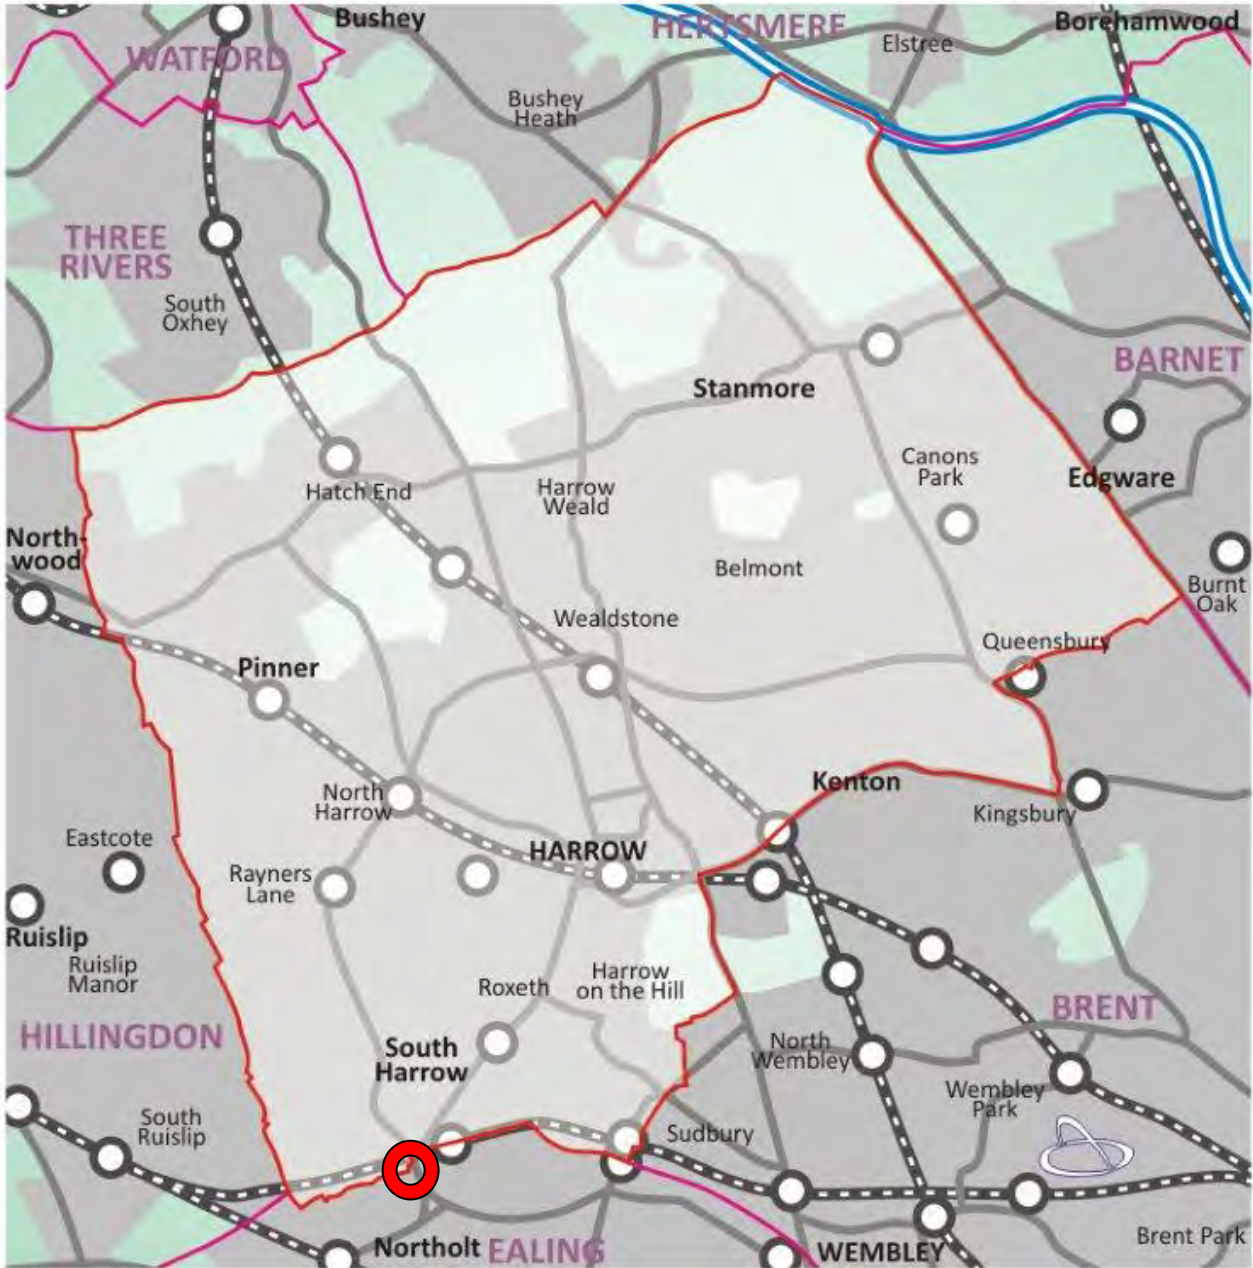 Bushey
HERTSMERE
Borehamwood
Elstree
WATFORD
Bushey
Heath
THREE
RIVERS
South
Oxhey
BARNET
Stanmore
Canons
Park
Edgware
Hatch End
Harrow
Weald
North-
wood
Belmont
Burnt
Oak
Wealdstone
Queensbury
Pinner
Kenton
North
Harrow
Kingsbury
Eastcote
HARROW
Rayners
Lane
Ruislip
Ruislip
Manor
Roxeth
Harrow
on the Hill
BRENT
HILLINGDON
South
Harrow
North
Wembley
Wembley
Park
South
Ruislip
Sudbury
Northolt
EALING
WEMBLEY
Brent Park